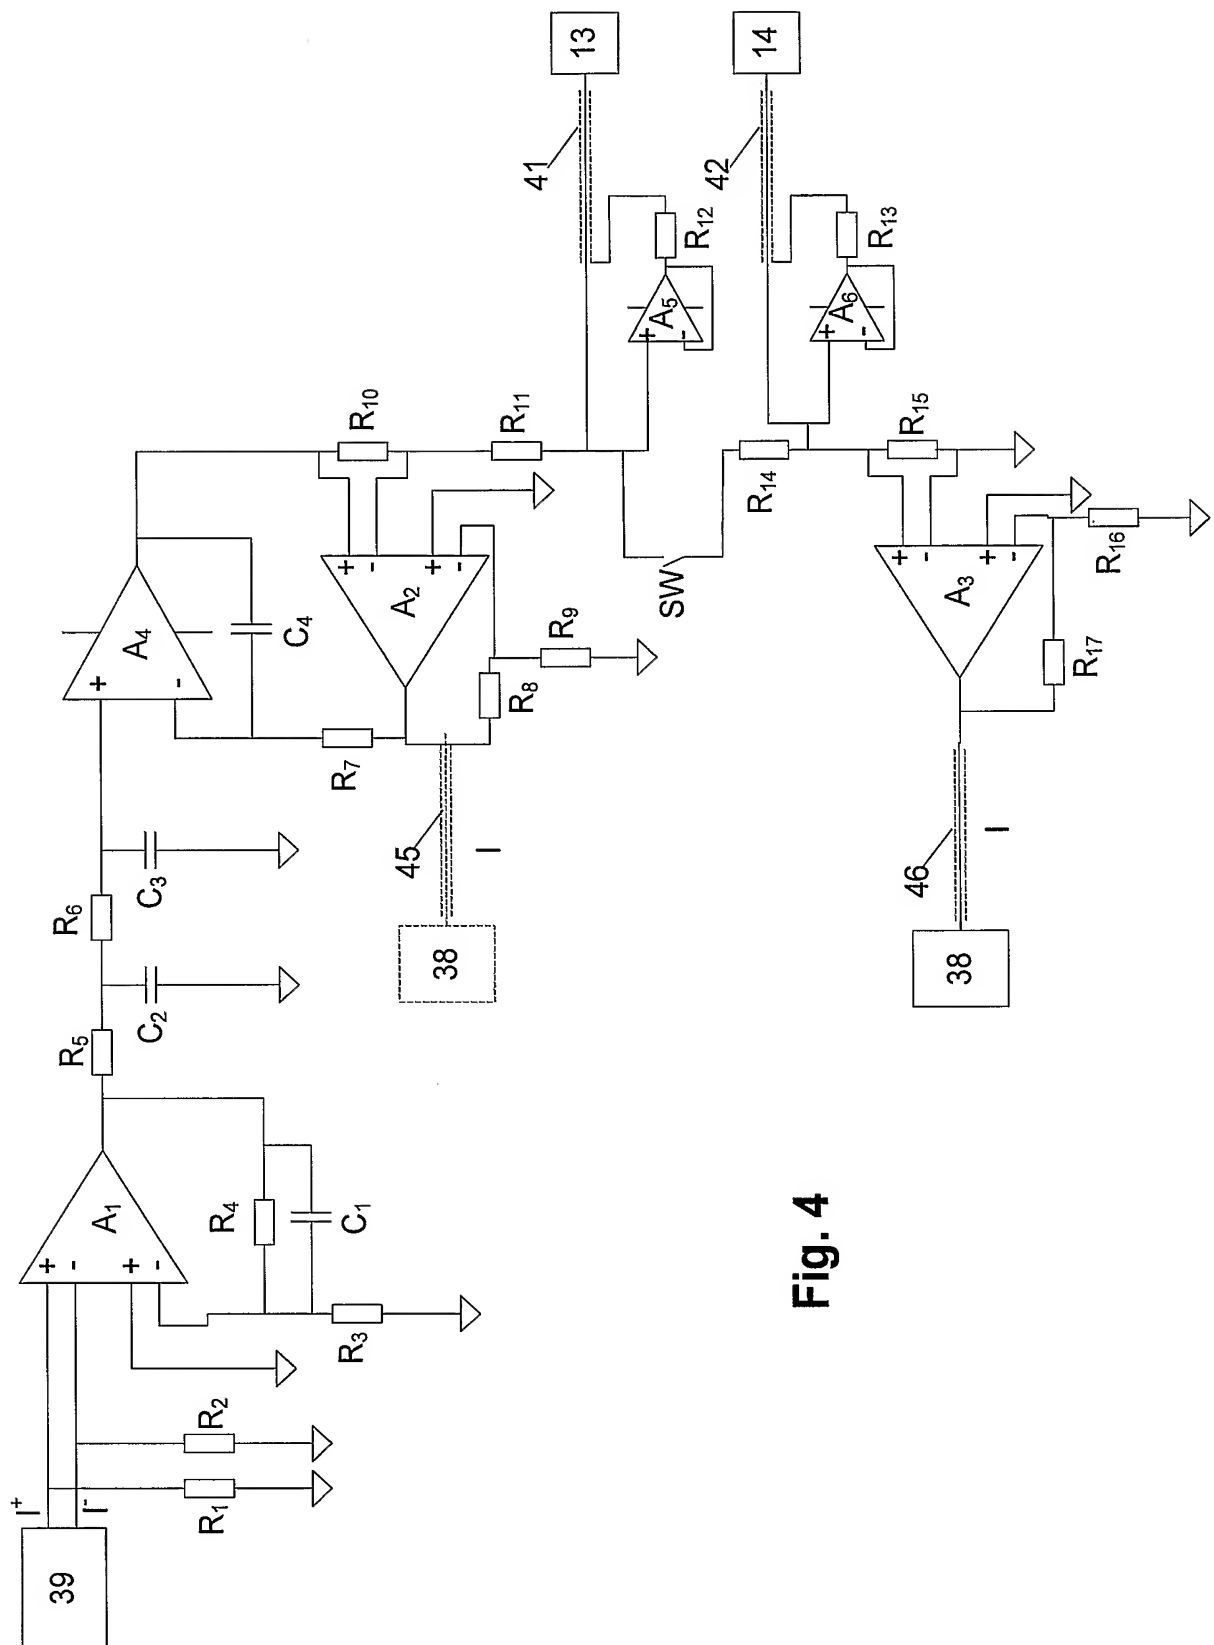 39
I⁺
I⁻
R₁
R₂
+
-
+
-
A₁
R₃
R₄
C₁
R₅
C₂
R₆
C₃
+
-
A₄
C₄
R₇
38
45
I
R₈
R₉
+
-
+
-
A₂
R₁₀
R₁₁
41
13
+
-
A₅
R₁₂
SW
R₁₄
42
14
+
-
A₆
R₁₃
R₁₅
+
-
+
-
A₃
R₁₆
R₁₇
46
I
38
Fig. 4